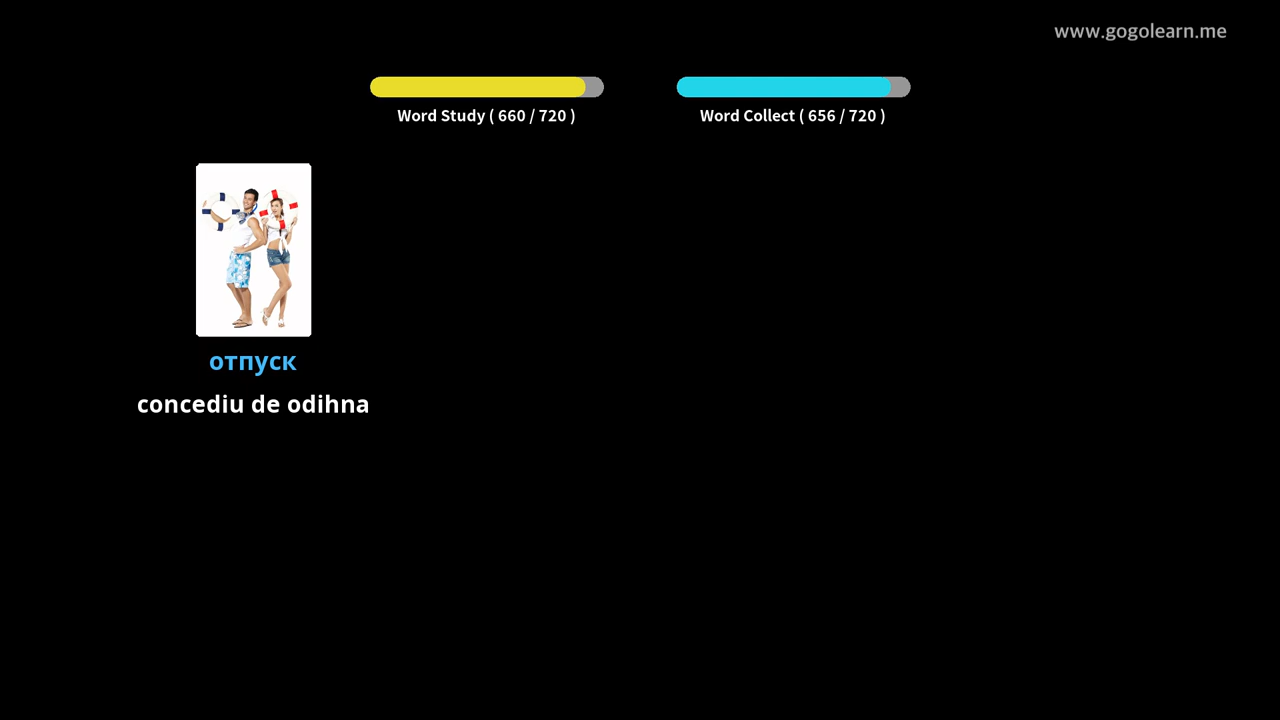 www.gogolearn.me
Word Study ( 660 / 720 )
Word Collect ( 656 / 720 )
отпуск
concediu de odihna